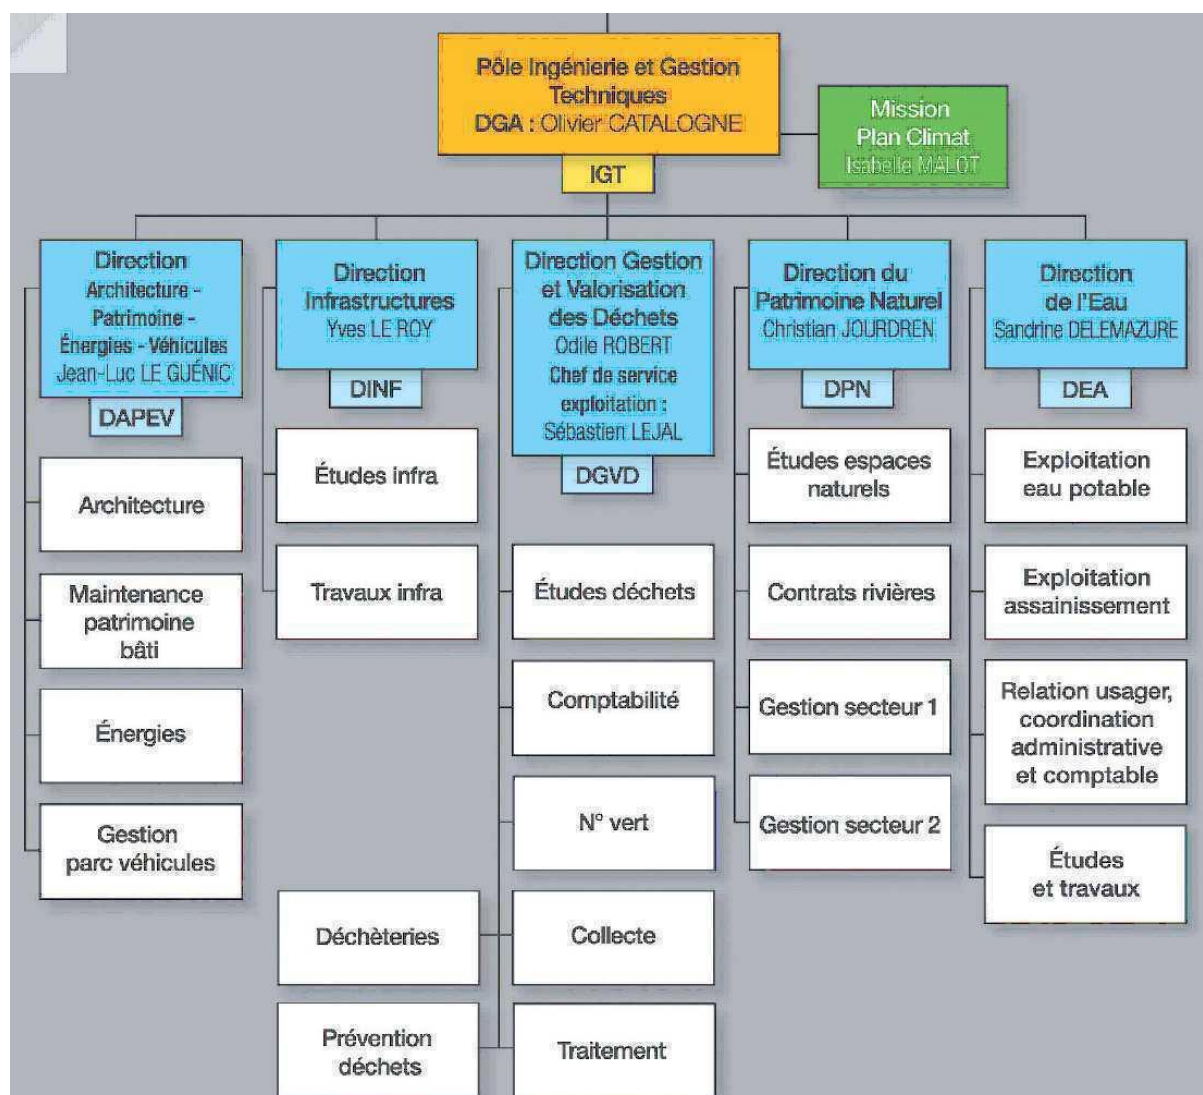 Pôle Ingénierie et Gestion
Techniques
DGA : Olivier CATALOGNE
IGT
Mission
Plan Climat
Isabelle MALOT
Direction
Architecture -
Patrimoine -
Énergies - Véhicules
Jean-Luc LE GUÉNIC
DAPEV
Architecture
Maintenance
patrimoine
bâti
Énergies
Gestion
parc véhicules
Direction
Infrastructures
Yves LE ROY
DINF
Études infra
Travaux infra
Direction Gestion
et Valorisation
des Déchets
Odile ROBERT
Chef de service
exploitation :
Sébastien LEJAL
DGVD
Études déchets
Comptabilité
N° vert
Déchèteries
Collecte
Prévention
déchets
Traitement
Direction du
Patrimoine Naturel
Christian JOURDREN
DPN
Études espaces
naturels
Contrats rivières
Gestion secteur 1
Gestion secteur 2
Direction
de l'Eau
Sandrine DELEMAZURE
DEA
Exploitation
eau potable
Exploitation
assainissement
Relation usager,
coordination
administrative
et comptable
Études
et travaux